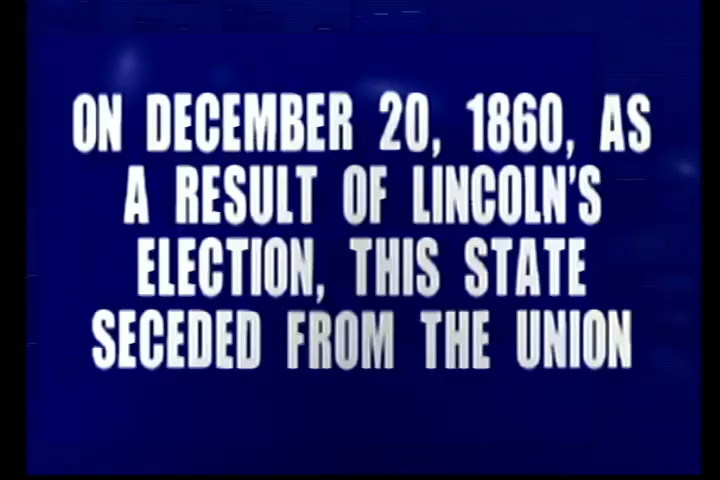 ON DECEMBER 20, 1860, AS
A RESULT OF LINCOLN'S
ELECTION, THIS STATE
SECEDED FROM THE UNION